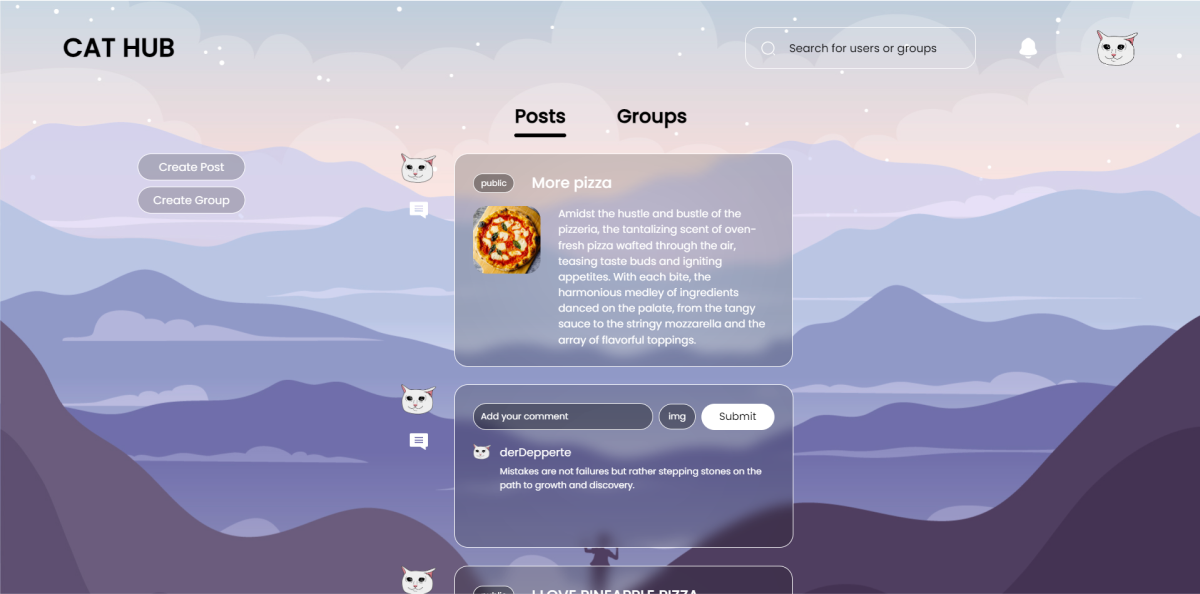 CAT HUB
Search for users or groups
Posts
Groups
Create Post
Create Group
public
More pizza
Amidst the hustle and bustle of the
pizzeria, the tantalizing scent of oven-
fresh pizza wafted through the air,
teasing taste buds and igniting
appetites. With each bite, the
harmonious medley of ingredients
danced on the palate, from the tangy
sauce to the stringy mozzarella and the
array of flavorful toppings.
Add your comment
img
Submit
derDepperte
Mistakes are not failures but rather stepping stones on the
path to growth and discovery.
public
I LOVE PINEAPPLE PIZZA